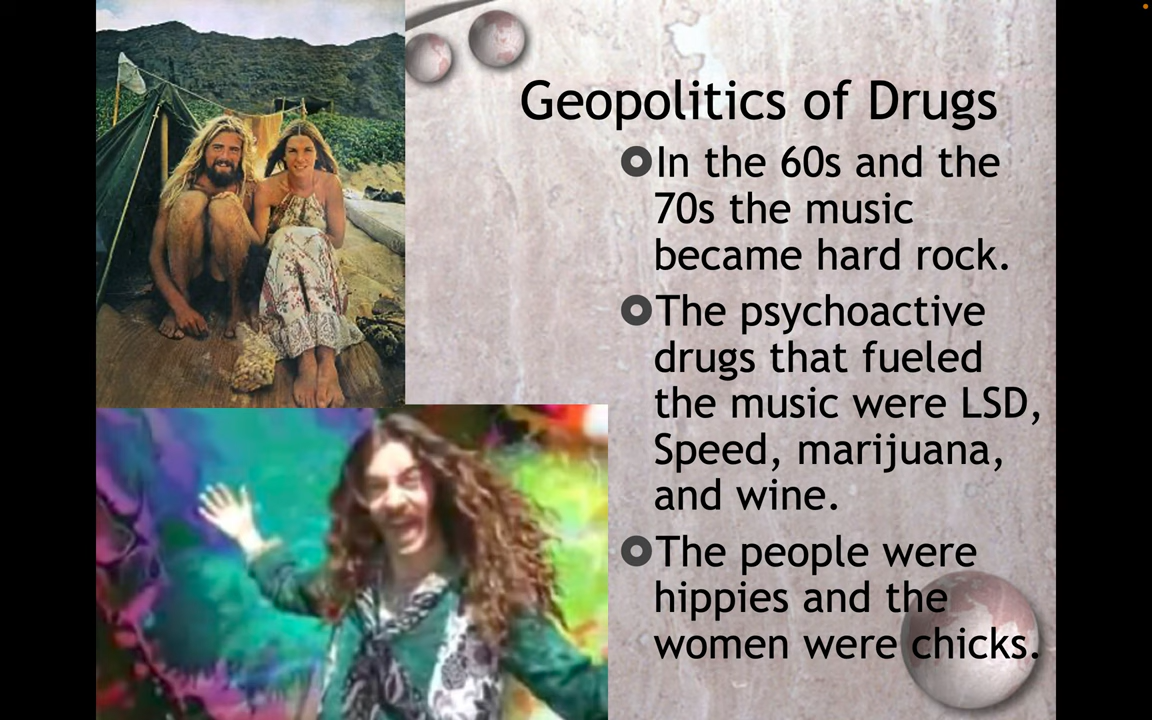 Geopolitics of Drugs
In the 60s and the
70s the music
became hard rock.
The psychoactive
drugs that fueled
the music were LSD,
Speed, marijuana,
and wine.
The people were
hippies and the
women were chicks.